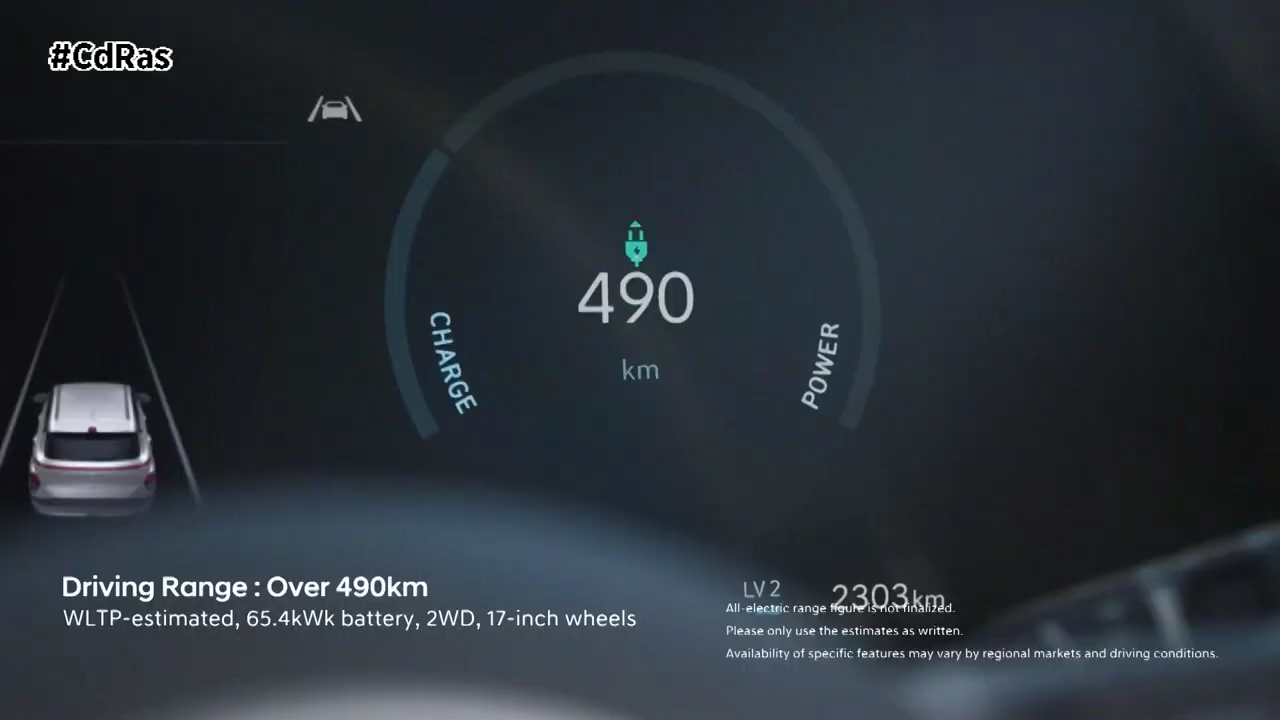 #CdRas
490
km
CHARGE
POWER
Driving Range : Over 490km
WLTP-estimated, 65.4kWk battery, 2WD, 17-inch wheels
LV 2
2303km
All-electric range figure is not finalized.
Please only use the estimates as written.
Availability of specific features may vary by regional markets and driving conditions.